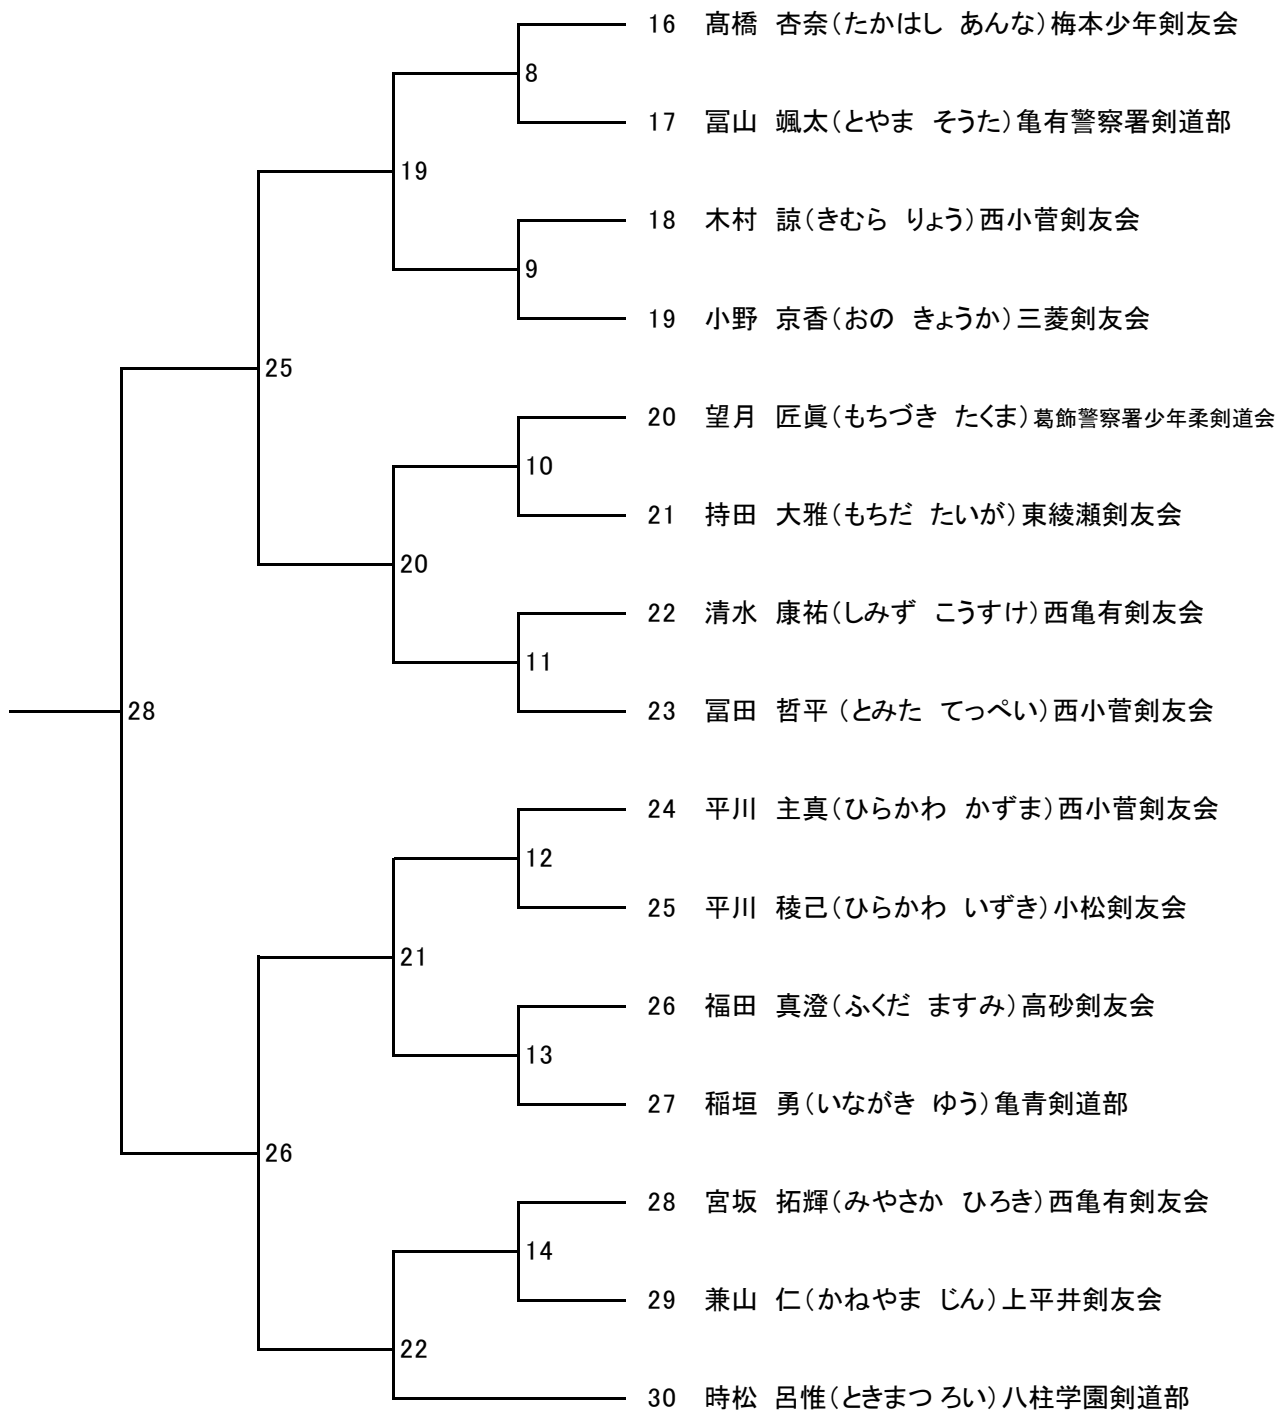 16 髙橋 杏奈(たかはし あんな)梅本少年剣友会
8
17 冨山 颯太(とやま そうた)亀有警察署剣道部
19
18 木村 諒(きむら りょう)西小菅剣友会
9
19 小野 京香(おの きょうか)三菱剣友会
25
20 望月 匠眞(もちづき たくま)葛飾警察署少年柔剣道会
10
21 持田 大雅(もちだ たいが)東綾瀬剣友会
20
22 清水 康祐(しみず こうすけ)西亀有剣友会
11
28
23 冨田 哲平 (とみた てっぺい)西小菅剣友会
24 平川 主真(ひらかわ かずま)西小菅剣友会
12
25 平川 稜己(ひらかわ いずき)小松剣友会
21
26 福田 真澄(ふくだ ますみ)高砂剣友会
13
27 稲垣 勇(いながき ゆう)亀青剣道部
26
28 宮坂 拓輝(みやさか ひろき)西亀有剣友会
14
29 兼山 仁(かねやま じん)上平井剣友会
22
30 時松 呂惟(ときまつ ろい)八柱学園剣道部